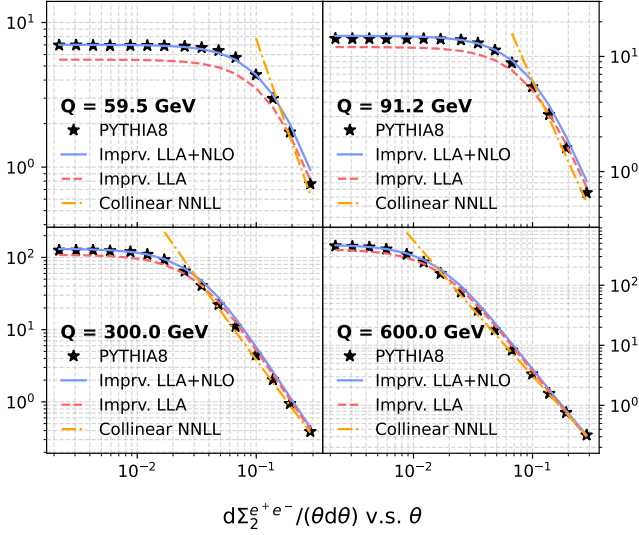 10¹
10⁰
Q = 59.5 GeV
PYTHIA8
Imprv. LLA+NLO
Imprv. LLA
Collinear NNLL
10¹
10⁰
Q = 91.2 GeV
PYTHIA8
Imprv. LLA+NLO
Imprv. LLA
Collinear NNLL
10²
10¹
10⁰
Q = 300.0 GeV
PYTHIA8
Imprv. LLA+NLO
Imprv. LLA
Collinear NNLL
10⁻² 10⁻¹
10²
10¹
10⁰
Q = 600.0 GeV
PYTHIA8
Imprv. LLA+NLO
Imprv. LLA
Collinear NNLL
10⁻² 10⁻¹
dΣ₂^{e⁺e⁻}/(θdθ) v.s. θ